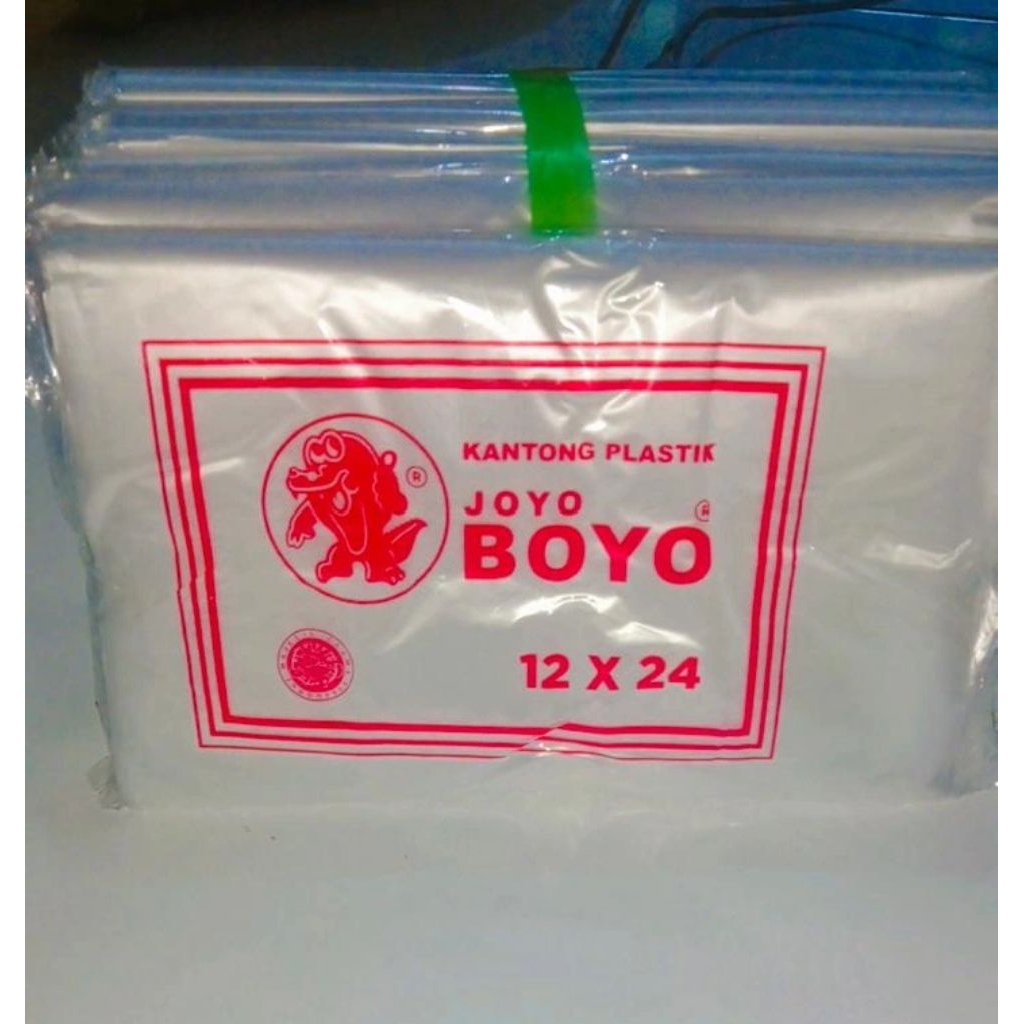 KANTONG PLASTIK
JOYO
BOYO ®
®
12 X 24